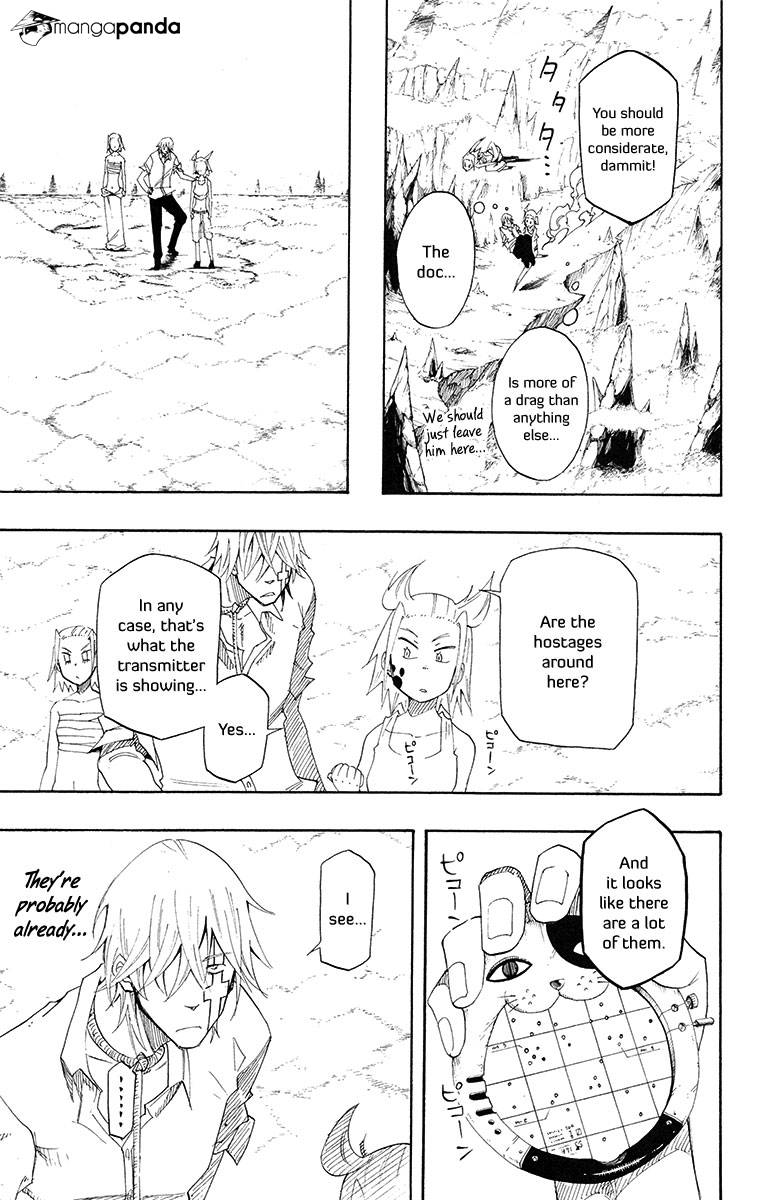 mangapanda
You should
be more
considerate,
dammit!
タタタ...
The
doc...
Is more of
a drag than
anything
else...
We should
just leave
him here...
Are the
hostages
around
here?
In any
case, that's
what the
transmitter
is showing...
Yes...
ピコーン
ピコーン
And
it looks
like there
are a lot
of them.
ピコーン
ピコーン
I
see...
They're
probably
already...
......